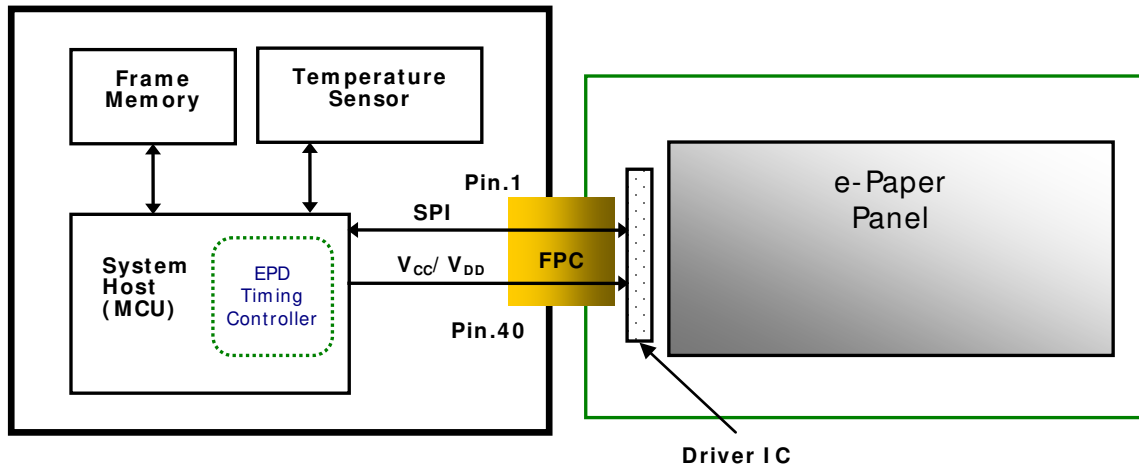 Frame
Memory
Temperature
Sensor
Pin.1
SPI
System
Host
(MCU)
EPD
Timing
Controller
VCC/ VDD
FPC
Pin.40
e-Paper
Panel
Driver IC